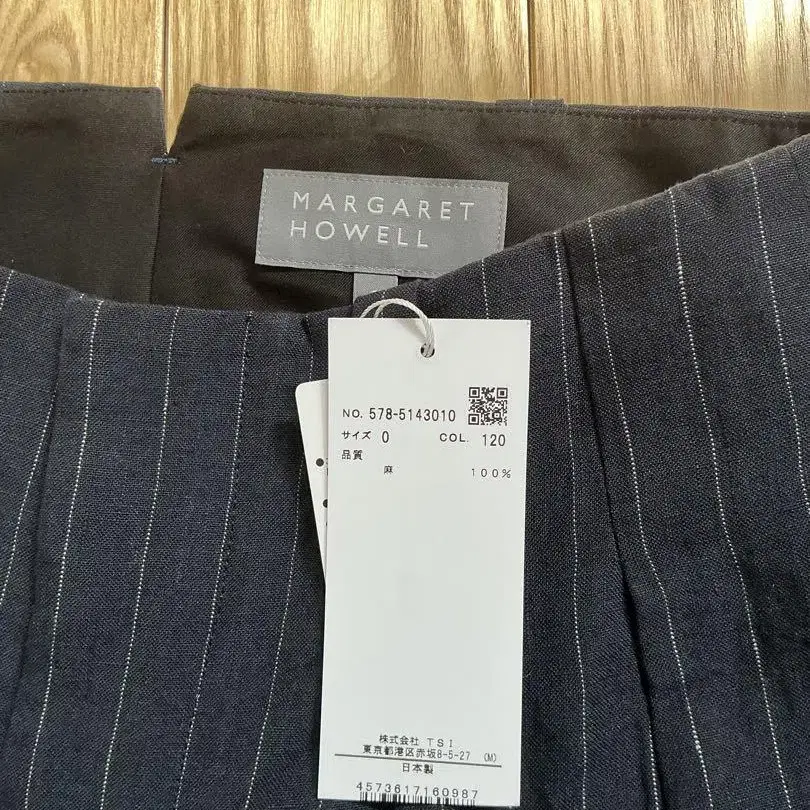 MARGARET
HOWELL
NO. 578-5143010
サイズ 0 COL. 120
品質
麻 100%
株式会社 TSI
東京都港区赤坂8-5-27 (M)
日本製
4573617160987